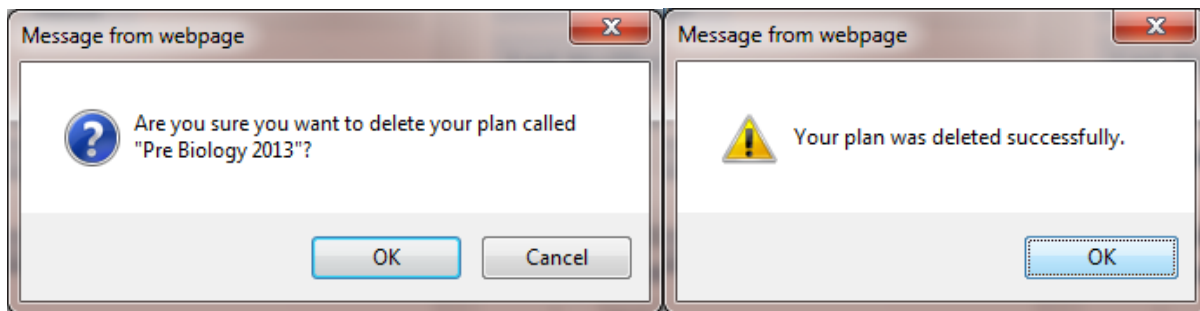 Message from webpage
Are you sure you want to delete your plan called
"Pre Biology 2013"?
OK
Cancel
Message from webpage
Your plan was deleted successfully.
OK